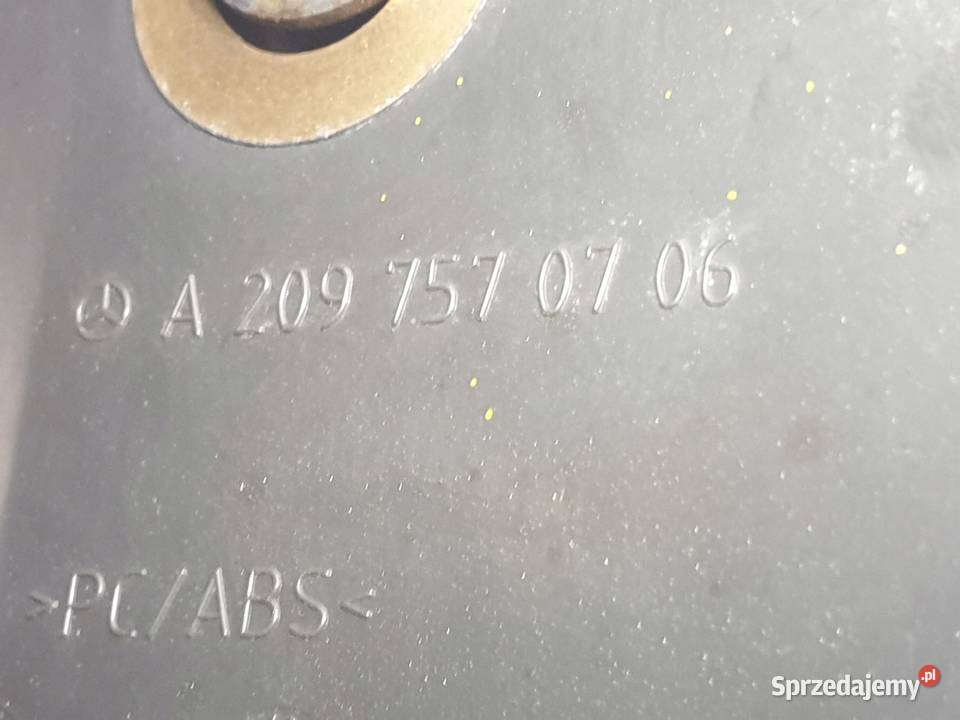 A 209 757 07 06
>PC/ABS<
Sprzedajemy.pl